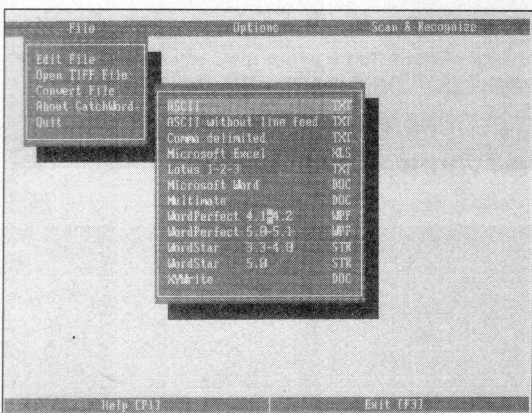 File Options Scan & Recognize
Edit File
Open TIFF File
Convert File
About CatchWord
Quit
ASCII TXT
ASCII without line feed TXT
Comma delimited TXT
Microsoft Excel XLS
Lotus 1-2-3 TXT
Microsoft Word DOC
Multimate DOC
WordPerfect 4.1-4.2 WPF
WordPerfect 5.0-5.1 WPF
WordStar 3.3-4.0 STR
WordStar 5.0 STR
XYWrite DOC
Help [F1] Exit [F3]